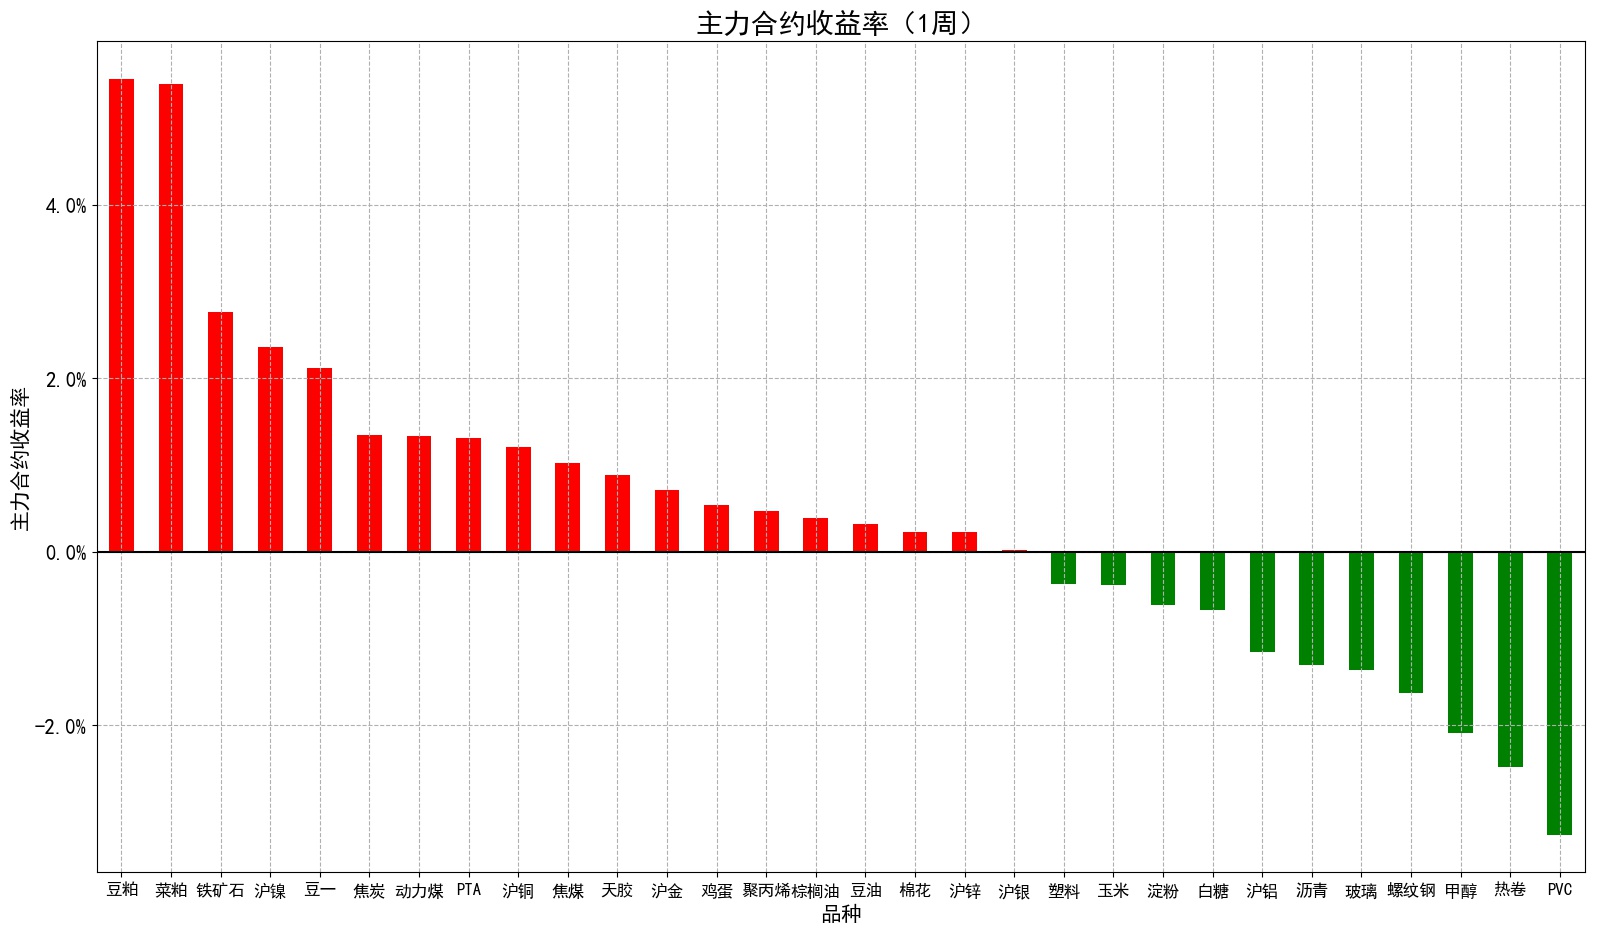 主力合约收益率（1周）
主力合约收益率
4.0%
2.0%
0.0%
−2.0%
豆粕 菜粕 铁矿石 沪镍 豆一 焦炭 动力煤 PTA 沪铜 焦煤 天胶 沪金 鸡蛋 聚丙烯 棕榈油 豆油 棉花 沪锌 沪银 塑料 玉米 淀粉 白糖 沪铝 沥青 玻璃 螺纹钢 甲醇 热卷 PVC
品种